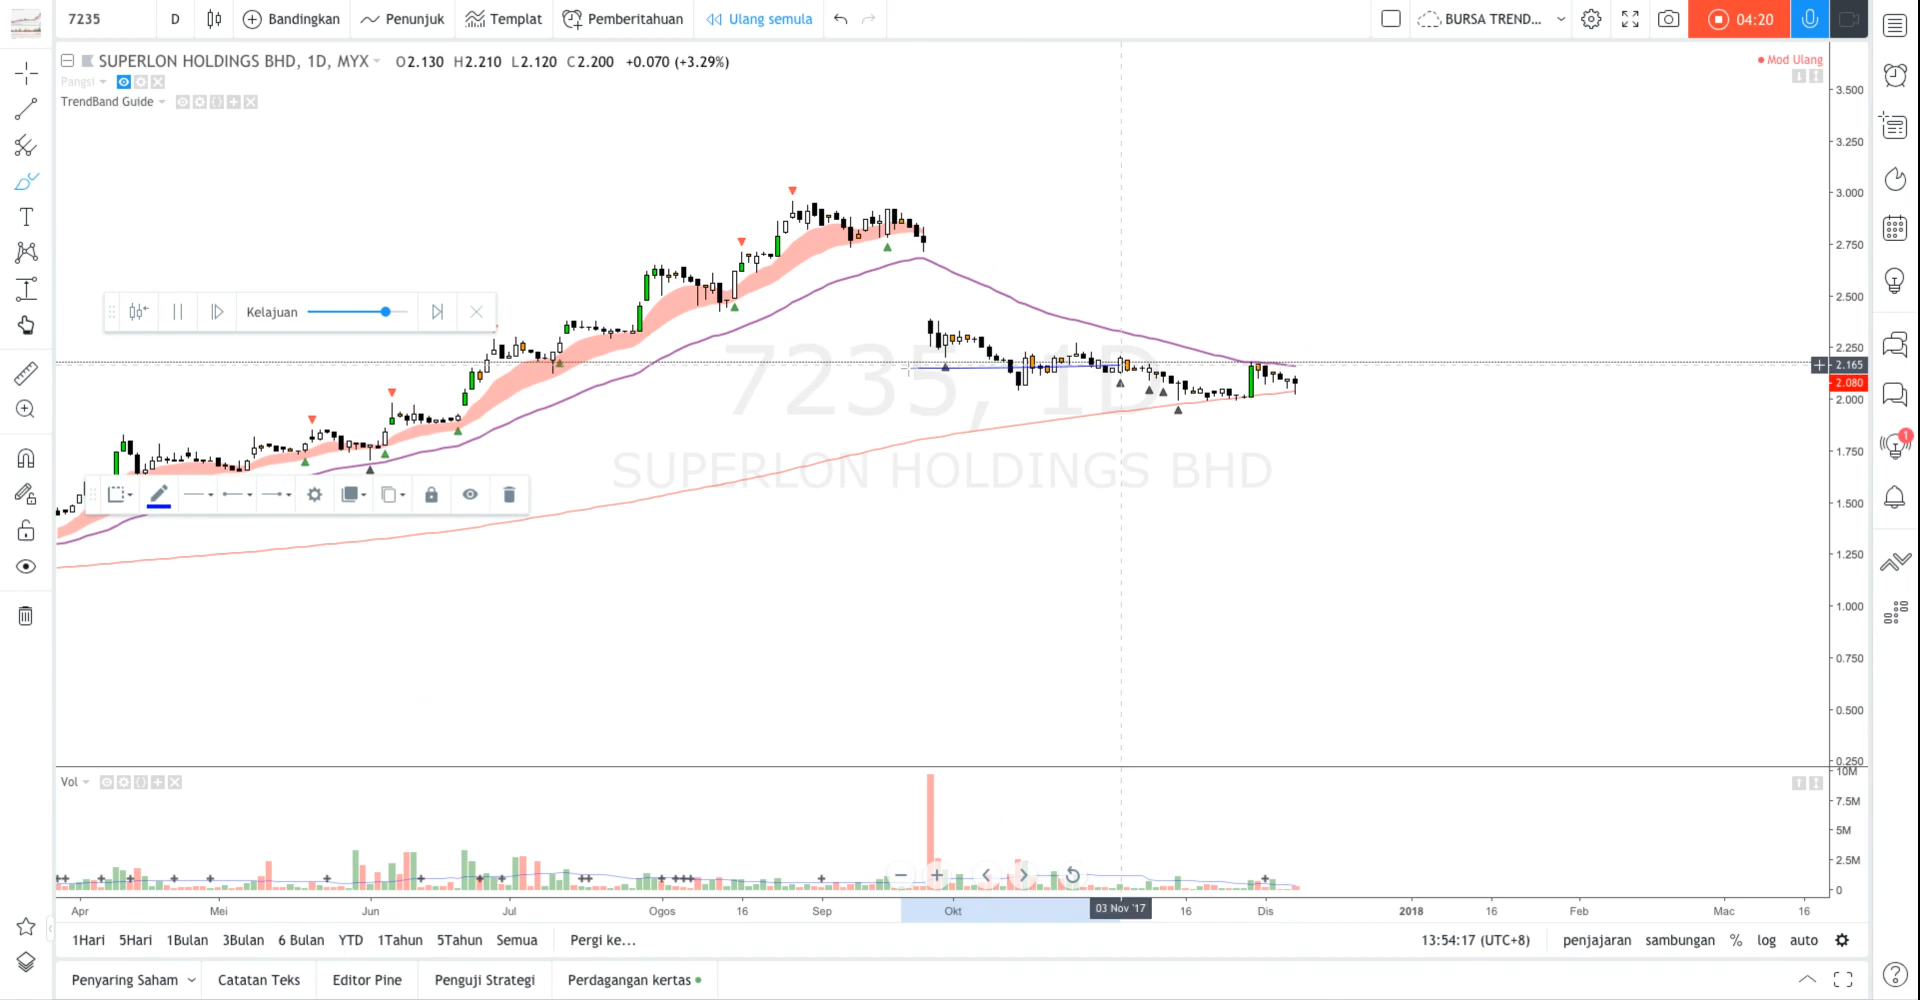 7235 D Bandingkan Penunjuk Templat Pemberitahuan Ulang semula BURSA TREND... 04:20
SUPERLON HOLDINGS BHD, 1D, MYX O2.130 H2.210 L2.120 C2.200 +0.070 (+3.29%)
Mod Ulang
Pangsi
TrendBand Guide
3.500
3.250
3.000
2.750
2.500
Kelajuan
2.250
2.165
2.080
2.000
7235, 1D
SUPERLON HOLDINGS BHD
1.750
1.500
1.250
1.000
0.750
0.500
0.250
Vol
10M
7.5M
5M
2.5M
0
1
Apr Mei Jun Jul Ogos 16 Sep Okt 03 Nov '17 16 Dis 2018 16 Feb Mac 16
1Hari 5Hari 1Bulan 3Bulan 6 Bulan YTD 1Tahun 5Tahun Semua Pergi ke... 13:54:17 (UTC+8) penjajaran sambungan % log auto
Penyaring Saham Catatan Teks Editor Pine Penguji Strategi Perdagangan kertas